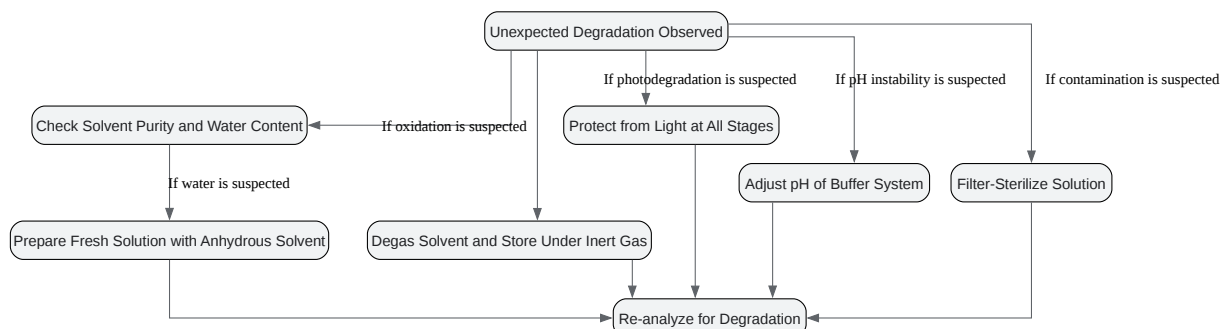 Unexpected Degradation Observed
If photodegradation is suspected
If pH instability is suspected
If contamination is suspected
Check Solvent Purity and Water Content
If oxidation is suspected
Protect from Light at All Stages
If water is suspected
Adjust pH of Buffer System
Filter-Sterilize Solution
Prepare Fresh Solution with Anhydrous Solvent
Degas Solvent and Store Under Inert Gas
Re-analyze for Degradation